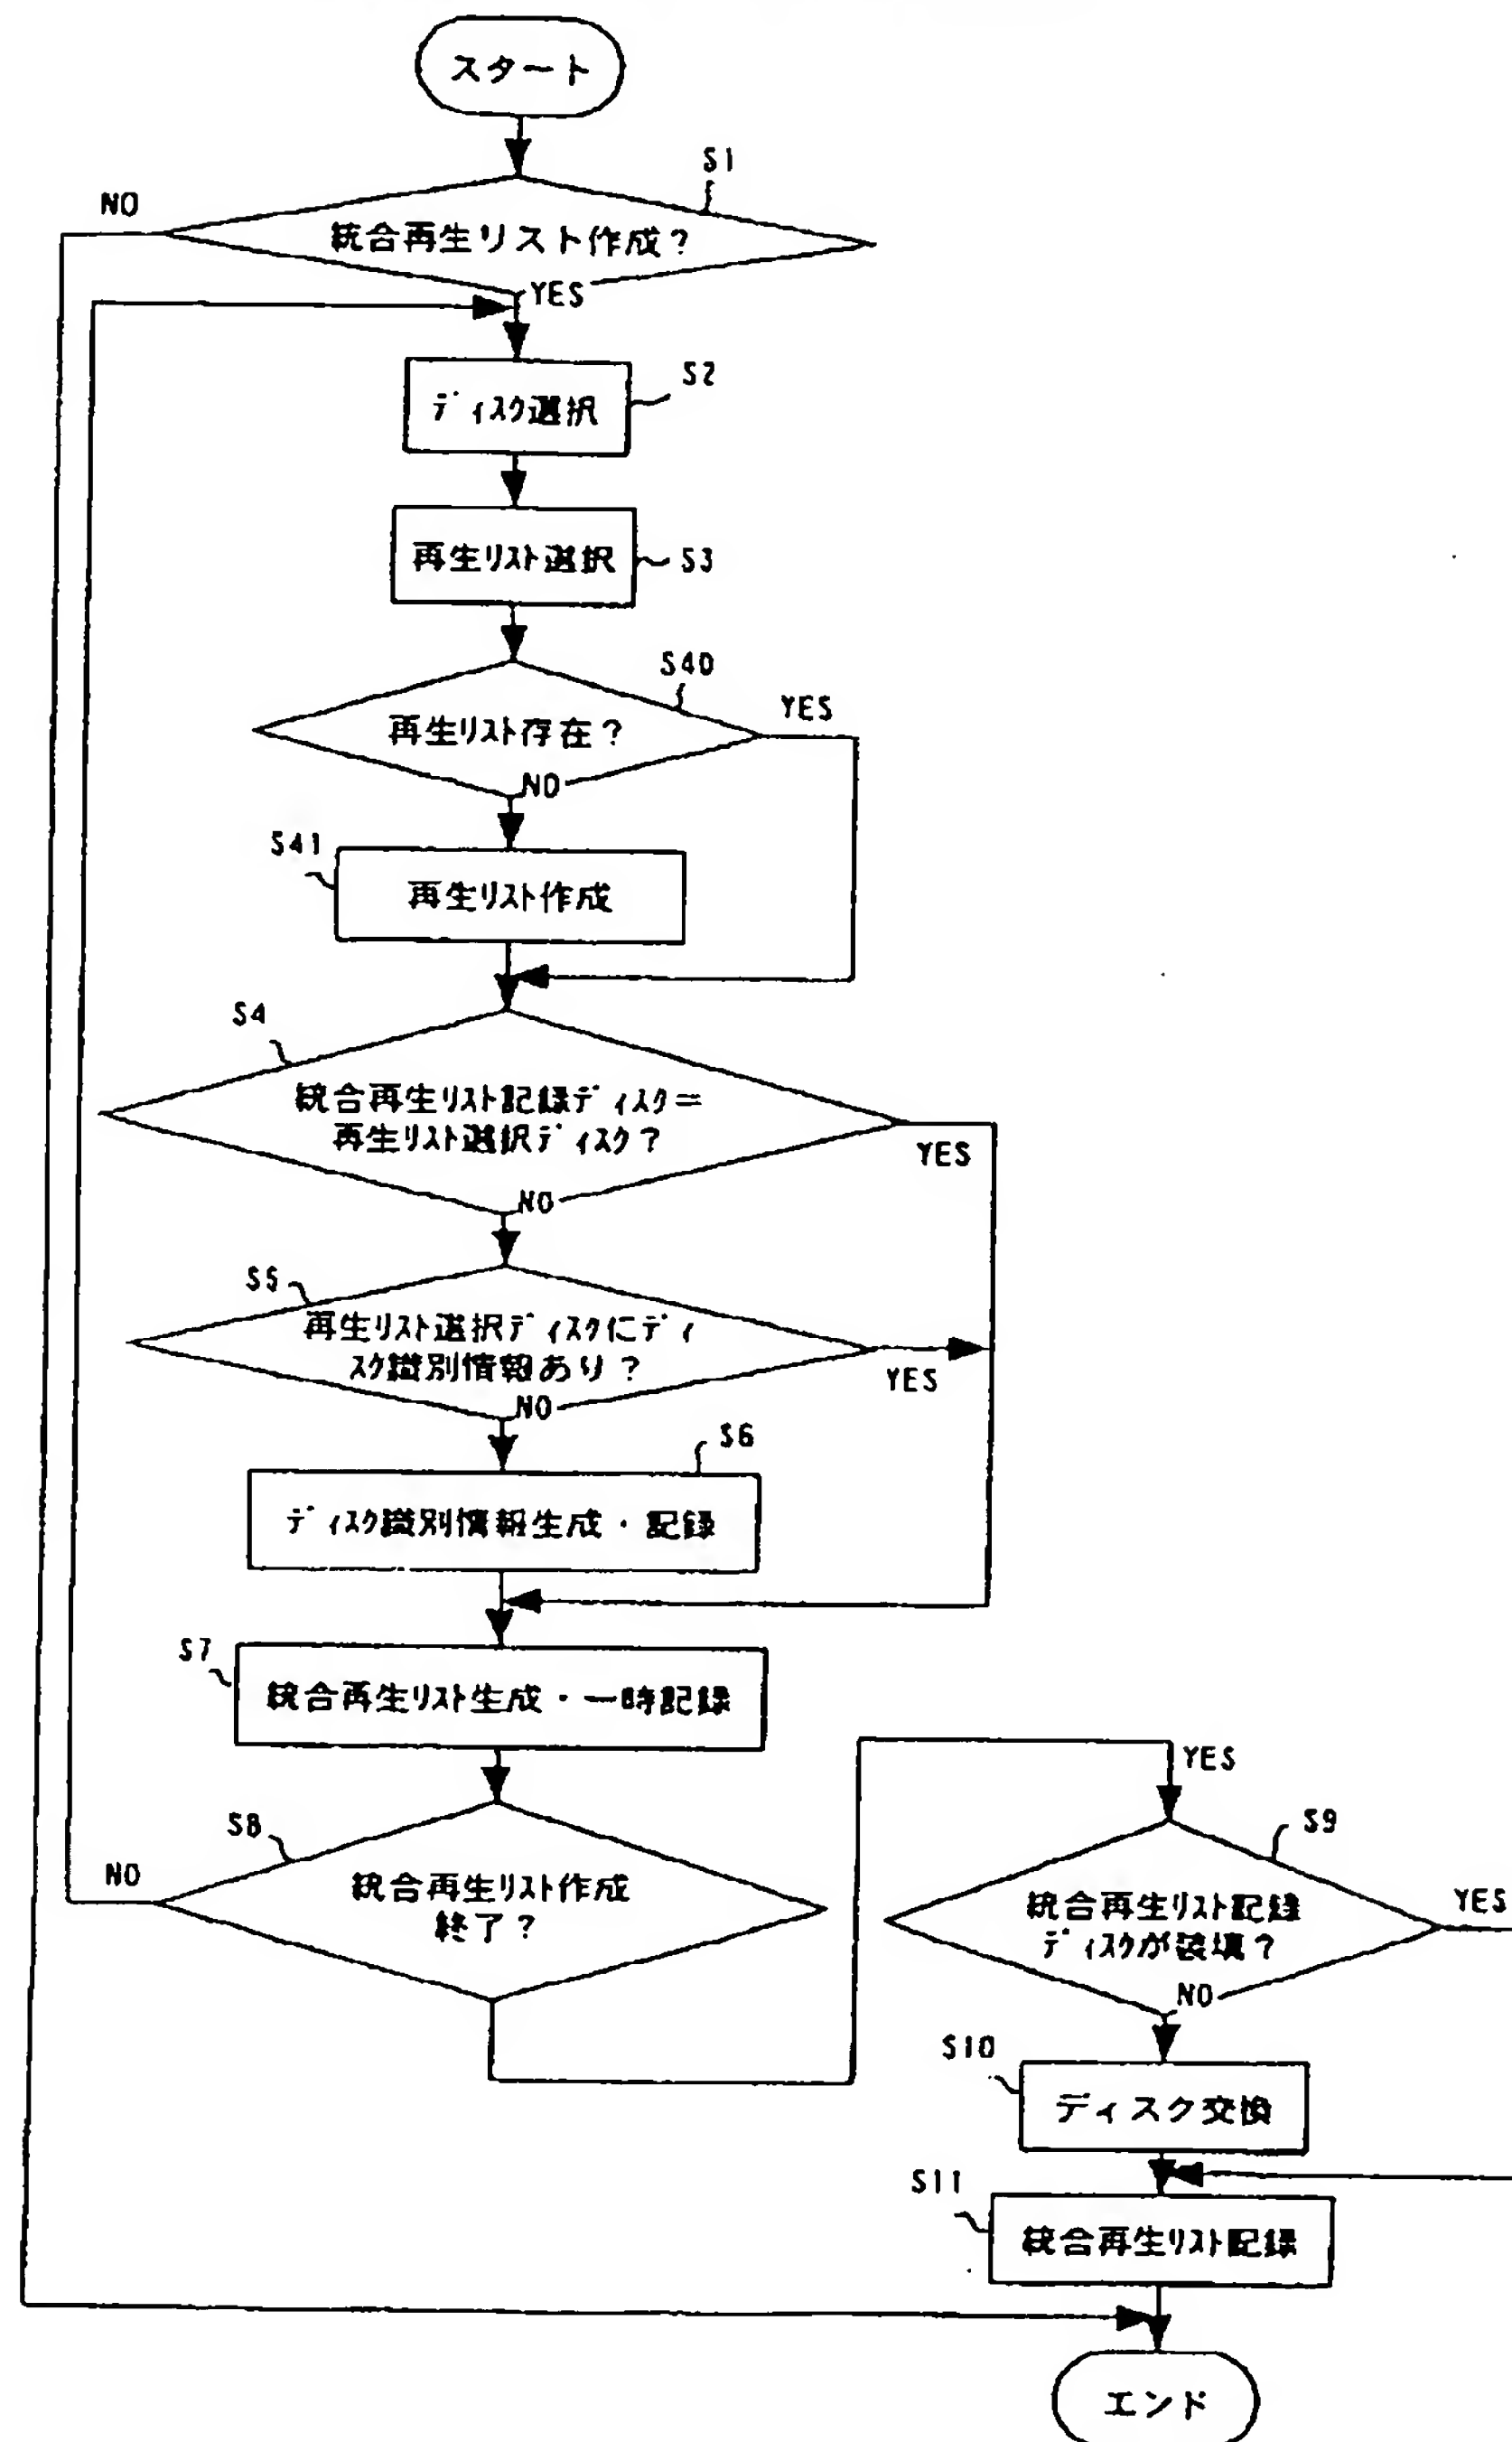 スタート
S1
NO
統合再生リスト作成?
YES
S2
ディスク選択
再生リスト選択
S3
S40
YES
再生リスト存在?
NO
S41
再生リスト作成
S4
統合再生リスト記録ディスク=
再生リスト選択ディスク?
YES
NO
S5
再生リスト選択ディスクにディ
スク識別情報あり?
YES
NO
S6
ディスク識別情報生成・記録
S7
統合再生リスト生成・一時記録
YES
S8
S9
NO
統合再生リスト作成
終了?
YES
統合再生リスト記録
ディスクが装填?
NO
S10
ディスク交換
S11
統合再生リスト記録
エンド